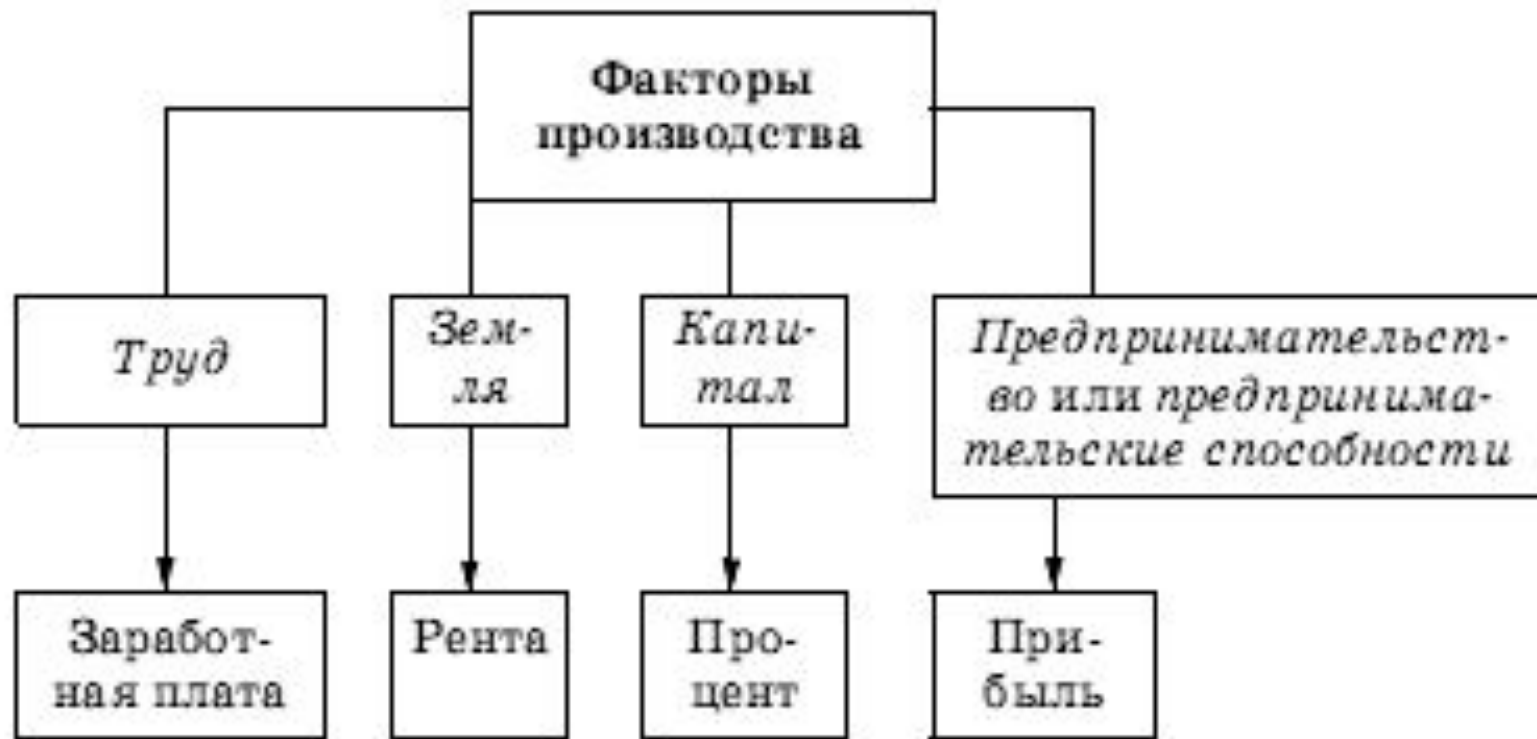 Факторы
производства
Труд
Зем-
ля
Капи-
тал
Предпринимательст-
во или предпринима-
тельские способности
Заработ-
ная плата
Рента
Про-
цент
При-
быль